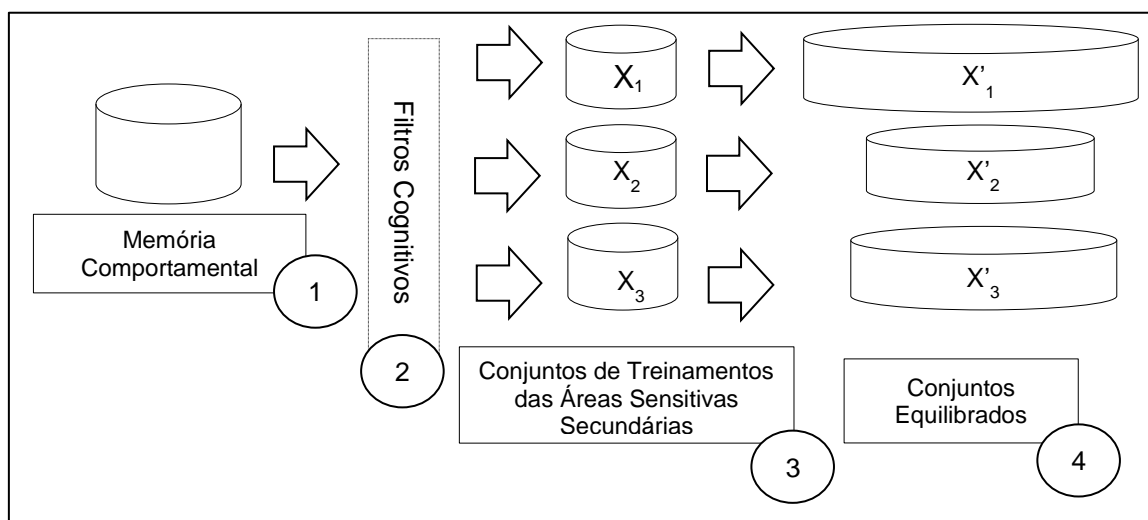 Memória
Comportamental
1
Filtros Cognitivos
2
X₁
X₂
X₃
Conjuntos de Treinamentos
das Áreas Sensitivas
Secundárias
3
X’₁
X’₂
X’₃
Conjuntos
Equilibrados
4